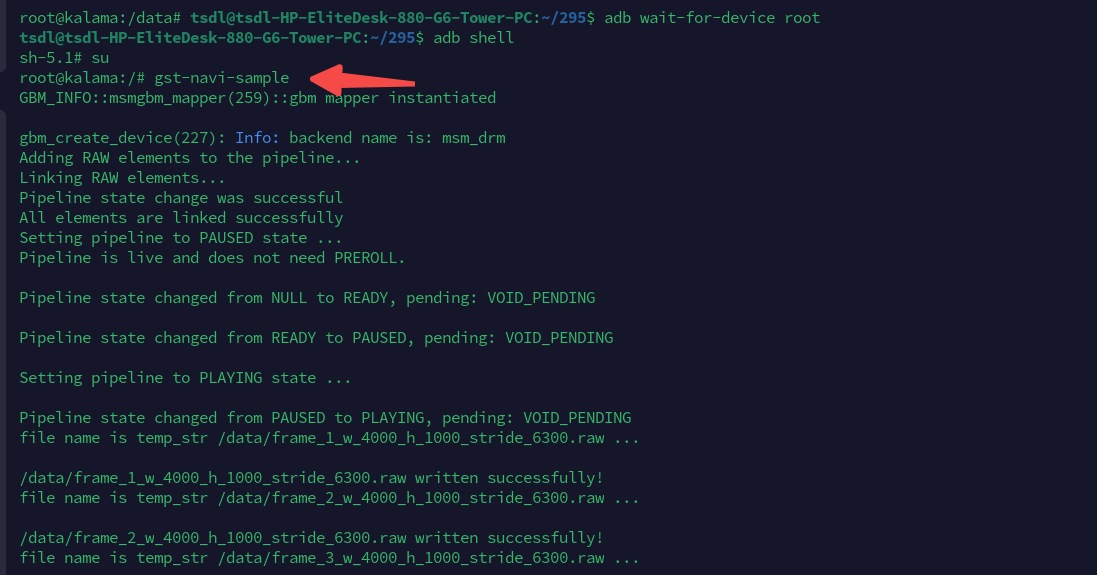 root@kalama:/data# tsdl@tsdl-HP-EliteDesk-880-G6-Tower-PC:~/295$ adb wait-for-device root
tsdl@tsdl-HP-EliteDesk-880-G6-Tower-PC:~/295$ adb shell
sh-5.1# su
root@kalama:/# gst-navi-sample
GBM_INFO::msmgbm_mapper(259)::gbm mapper instantiated
gbm_create_device(227): Info: backend name is: msm_drm
Adding RAW elements to the pipeline...
Linking RAW elements...
Pipeline state change was successful
All elements are linked successfully
Setting pipeline to PAUSED state ...
Pipeline is live and does not need PREROLL.
Pipeline state changed from NULL to READY, pending: VOID_PENDING
Pipeline state changed from READY to PAUSED, pending: VOID_PENDING
Setting pipeline to PLAYING state ...
Pipeline state changed from PAUSED to PLAYING, pending: VOID_PENDING
file name is temp_str /data/frame_1_w_4000_h_1000_stride_6300.raw ...
/data/frame_1_w_4000_h_1000_stride_6300.raw written successfully!
file name is temp_str /data/frame_2_w_4000_h_1000_stride_6300.raw ...
/data/frame_2_w_4000_h_1000_stride_6300.raw written successfully!
file name is temp_str /data/frame_3_w_4000_h_1000_stride_6300.raw ...